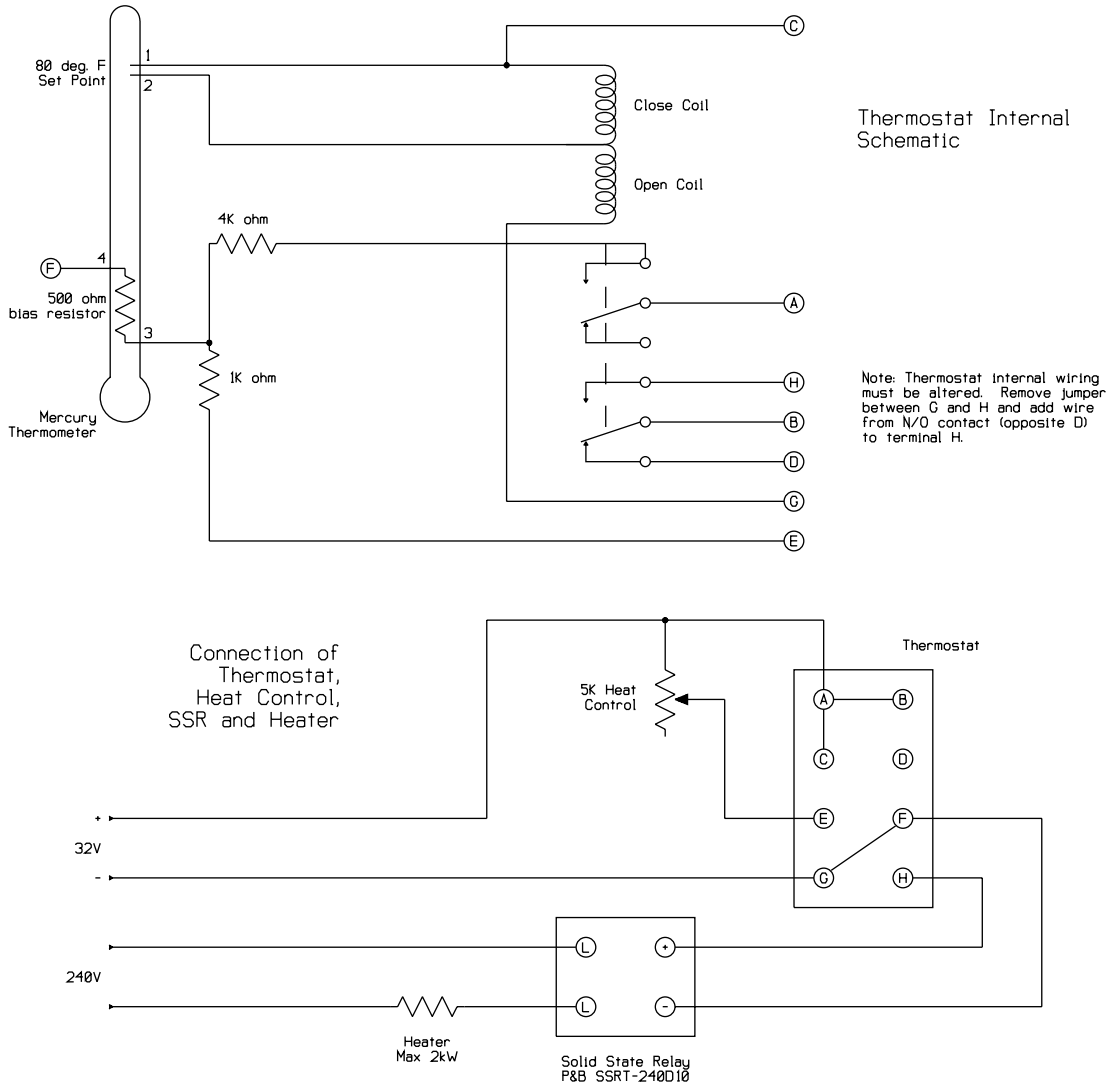 C
1
80 deg. F
Set Point
2
Close Coil
Thermostat Internal
Schematic
Open Coil
4K ohm
4
F
500 ohm
bias resistor
A
3
1K ohm
H
Note: Thermostat internal wiring
must be altered. Remove jumper
between G and H and add wire
from N/O contact (opposite D)
to terminal H.
Mercury
Thermometer
B
D
G
E
Connection of
Thermostat,
Heat Control,
SSR and Heater
Thermostat
5K Heat
Control
A B
C D
+
E F
32V
-
G H
L +
240V
L -
Heater
Max 2kW
Solid State Relay
P&B SSRT-240D10